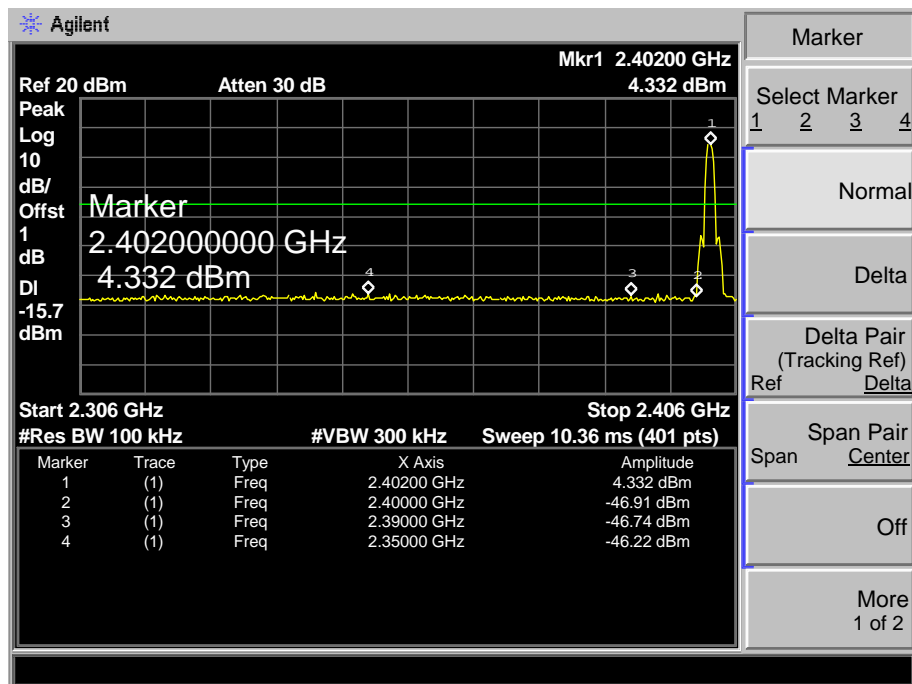 Agilent
Marker
Mkr1 2.40200 GHz
Ref 20 dBm Atten 30 dB 4.332 dBm
Peak
Log
10
dB/
Offst
1
dB
DI
-15.7
dBm
1
Marker
2.402000000 GHz
4.332 dBm
4 3 2
Start 2.306 GHz Stop 2.406 GHz
#Res BW 100 kHz #VBW 300 kHz Sweep 10.36 ms (401 pts)
Marker Trace Type X Axis Amplitude
1 (1) Freq 2.40200 GHz 4.332 dBm
2 (1) Freq 2.40000 GHz -46.91 dBm
3 (1) Freq 2.39000 GHz -46.74 dBm
4 (1) Freq 2.35000 GHz -46.22 dBm
Select Marker
1 2 3 4
Normal
Delta
Delta Pair
(Tracking Ref)
Ref Delta
Span Pair
Span Center
Off
More
1 of 2